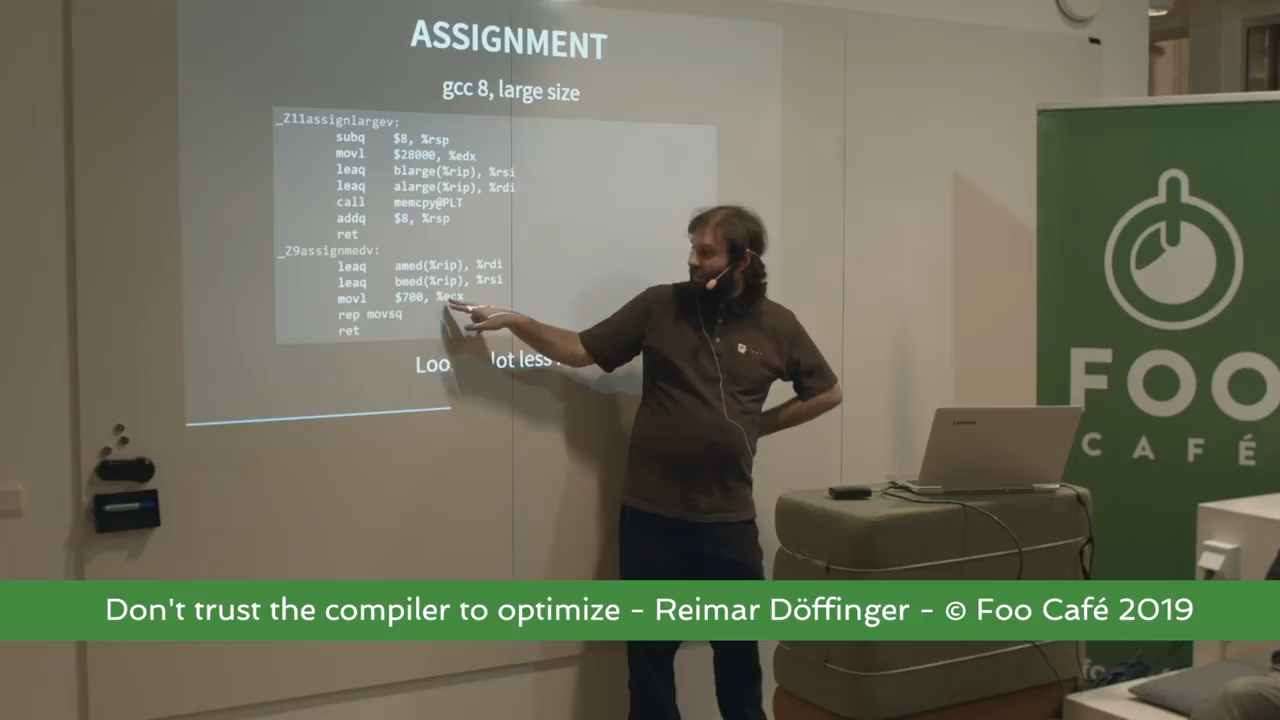 ASSIGNMENT
gcc 8, large size
_Z11assignlargev:
subq $8, %rsp
movl $28000, %edx
leaq blarge(%rip), %rsi
leaq alarge(%rip), %rdi
call memcpy@PLT
addq $8, %rsp
ret
_Z9assignmedv:
leaq amed(%rip), %rdi
leaq bmed(%rip), %rsi
movl $700, %ecx
rep movsq
ret
lot less
FOO
CAFÉ
Don't trust the compiler to optimize - Reimar Döffinger - © Foo Café 2019